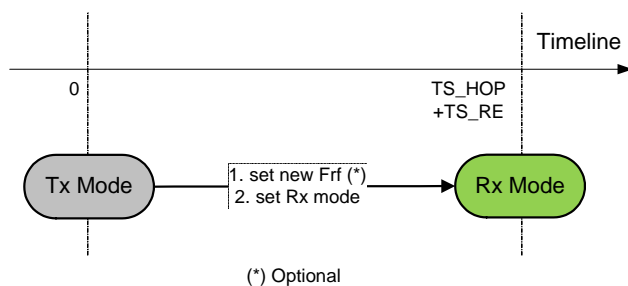 Timeline
0
TS_HOP
+TS_RE
Tx Mode
1. set new Frf (*)
2. set Rx mode
Rx Mode
(*) Optional